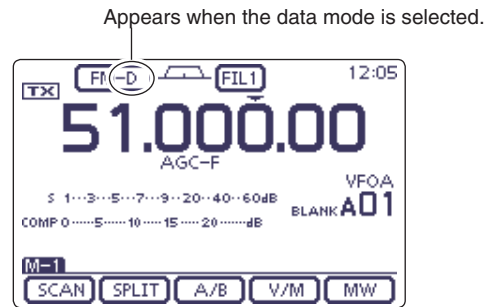 Appears when the data mode is selected.
TX FM-D FIL1 12:05
51.000.00
AGC-F
VFOA
S 1···3···5···7···9··20··40··60dB
BLANK A01
COMP 0······5······10·····15·····20······dB
M-1
SCAN SPLIT A/B V/M MW